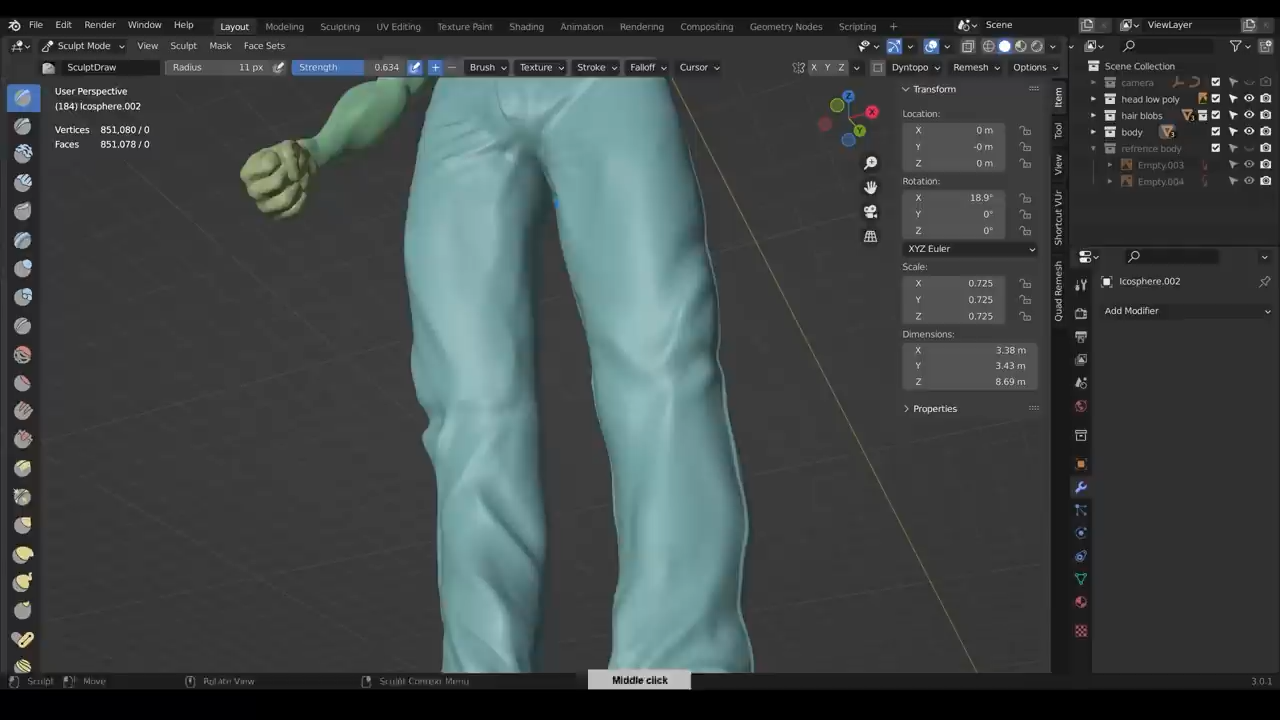 File Edit Render Window Help Layout Modeling Sculpting UV Editing Texture Paint Shading Animation Rendering Compositing Geometry Nodes Scripting + Scene ViewLayer
Sculpt Mode View Sculpt Mask Face Sets
SculptDraw Radius 11 px Strength 0.634 Brush Texture Stroke Falloff Cursor X Y Z Dyntopo Remesh Options
User Perspective
(184) Icosphere.002
Vertices 851,080 / 0
Faces 851,078 / 0
Transform
Location:
X 0 m
Y -0 m
Z 0 m
Rotation:
X 18.9°
Y 0°
Z 0°
XYZ Euler
Scale:
X 0.725
Y 0.725
Z 0.725
Dimensions:
X 3.38 m
Y 3.43 m
Z 8.69 m
Properties
Item
Tool
View
Shortcut VUr
Quad Remesh
Z
X
Y
Scene Collection
camera
head low poly
hair blobs
body
refrence body
Empty.003
Empty.004
Icosphere.002
Add Modifier
Sculpt Move Rotate View Sculpt Context Menu 3.0.1
Middle click